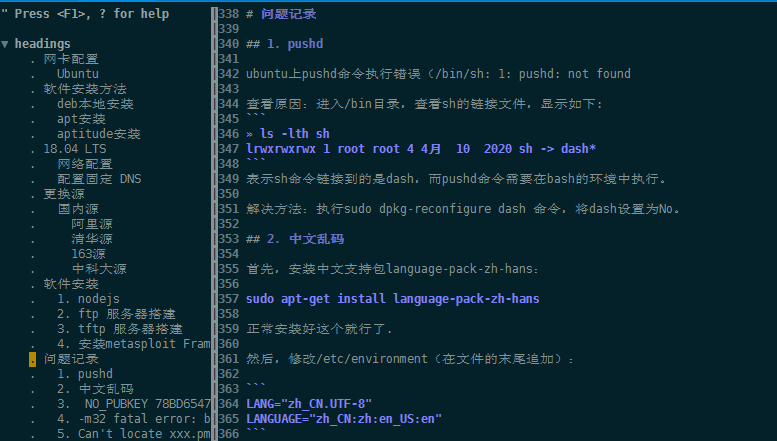 " Press <F1>, ? for help
▼ headings
. 网卡配置
. Ubuntu
. 软件安装方法
. deb本地安装
. apt安装
. aptitude安装
. 18.04 LTS
. 网络配置
. 配置固定 DNS
. 更换源
. 国内源
. 阿里源
. 清华源
. 163源
. 中科大源
. 软件安装
. 1. nodejs
. 2. ftp 服务器搭建
. 3. tftp 服务器搭建
. 4. 安装metasploit Fram
. 问题记录
. 1. pushd
. 2. 中文乱码
. 3.  NO_PUBKEY 78BD6547
. 4. -m32 fatal error: b
. 5. Can't locate xxx.pm
338 # 问题记录
339
340 ## 1. pushd
341
342 ubuntu上pushd命令执行错误（/bin/sh: 1: pushd: not found
343
344 查看原因：进入/bin目录，查看sh的链接文件，显示如下：
345 ```
346 » ls -lth sh
347 lrwxrwxrwx 1 root root 4 4月  10  2020 sh -> dash*
348 ```
349 表示sh命令链接到的是dash，而pushd命令需要在bash的环境中执行。
350
351 解决方法：执行sudo dpkg-reconfigure dash 命令，将dash设置为No。
352
353 ## 2. 中文乱码
354
355 首先，安装中文支持包language-pack-zh-hans：
356
357 sudo apt-get install language-pack-zh-hans
358
359 正常安装好这个就行了.
360
361 然后，修改/etc/environment（在文件的末尾追加）：
362
363 ```
364 LANG="zh_CN.UTF-8"
365 LANGUAGE="zh_CN:zh:en_US:en"
366 ```